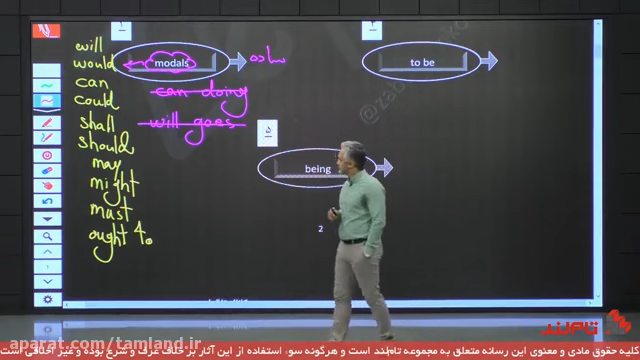 will
would
can
could
shall
should
may
might
must
ought to
modals
ساده
can doing
will goes
to be
۵
being
2
تاملند
کلیه حقوق مادی و معنوی این رسانه متعلق به مجموعه تاملند است و هرگونه سوء استفاده از این آثار بر خلاف عرف و شرع بوده و غیر اخلاقی است
aparat.com/tamland.ir